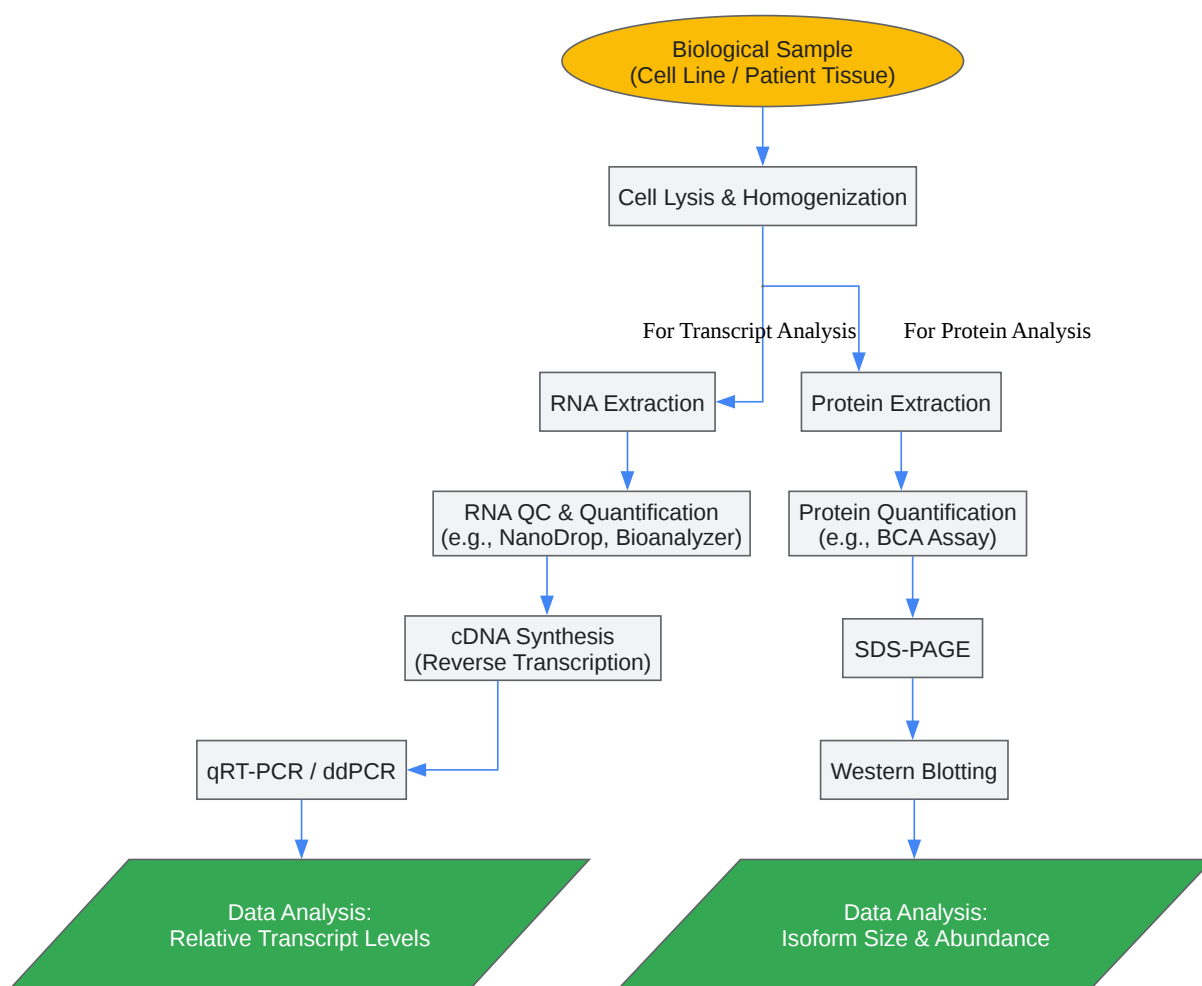 Biological Sample
(Cell Line / Patient Tissue)
Cell Lysis & Homogenization
For Transcript Analysis
For Protein Analysis
RNA Extraction
Protein Extraction
RNA QC & Quantification
(e.g., NanoDrop, Bioanalyzer)
Protein Quantification
(e.g., BCA Assay)
cDNA Synthesis
(Reverse Transcription)
SDS-PAGE
qRT-PCR / ddPCR
Western Blotting
Data Analysis:
Relative Transcript Levels
Data Analysis:
Isoform Size & Abundance